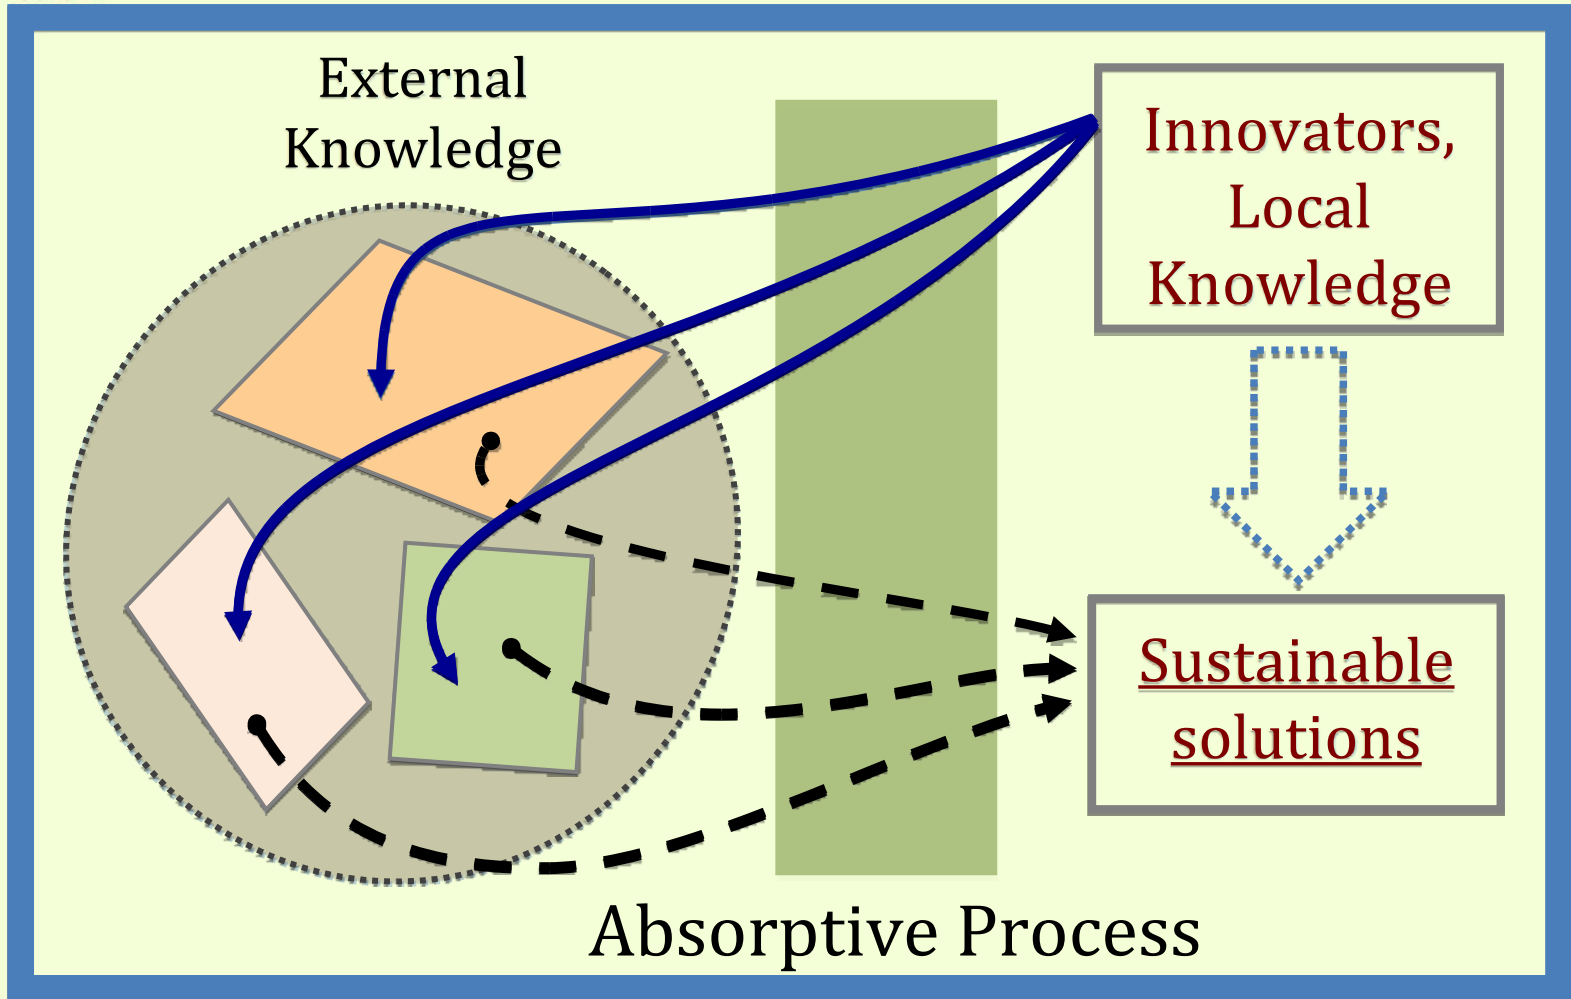 External
Knowledge
Innovators,
Local
Knowledge
Sustainable
solutions
Absorptive Process